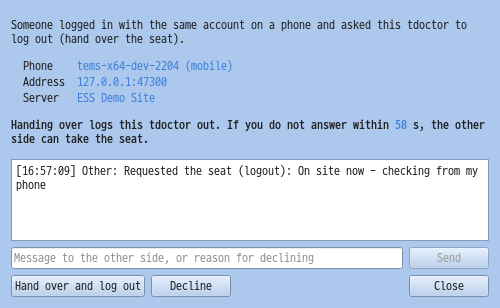 Someone logged in with the same account on a phone and asked this tdoctor to
log out (hand over the seat).
Phone tems-x64-dev-2204 (mobile)
Address 127.0.0.1:47300
Server ESS Demo Site
Handing over logs this tdoctor out. If you do not answer within 58 s, the other
side can take the seat.
[16:57:09] Other: Requested the seat (logout): On site now - checking from my
phone
Message to the other side, or reason for declining
Send
Hand over and log out
Decline
Close